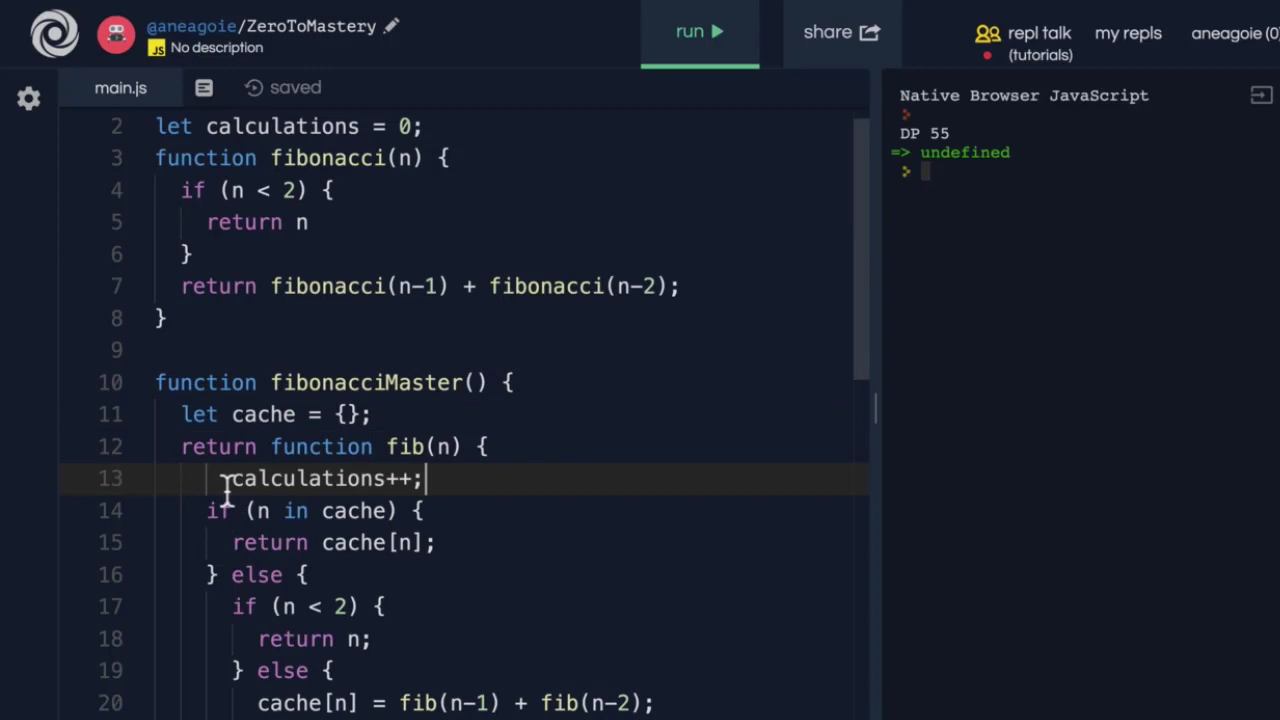 @aneagoie/ZeroToMastery
JS No description
run
share
repl talk
(tutorials)
my repls
aneagoie (0)
main.js
saved
2 let calculations = 0;
3 function fibonacci(n) {
4 if (n < 2) {
5 return n
6 }
7 return fibonacci(n-1) + fibonacci(n-2);
8 }
9
10 function fibonacciMaster() {
11 let cache = {};
12 return function fib(n) {
13 calculations++;
14 if (n in cache) {
15 return cache[n];
16 } else {
17 if (n < 2) {
18 return n;
19 } else {
20 cache[n] = fib(n-1) + fib(n-2);
Native Browser JavaScript
>
DP 55
=> undefined
>